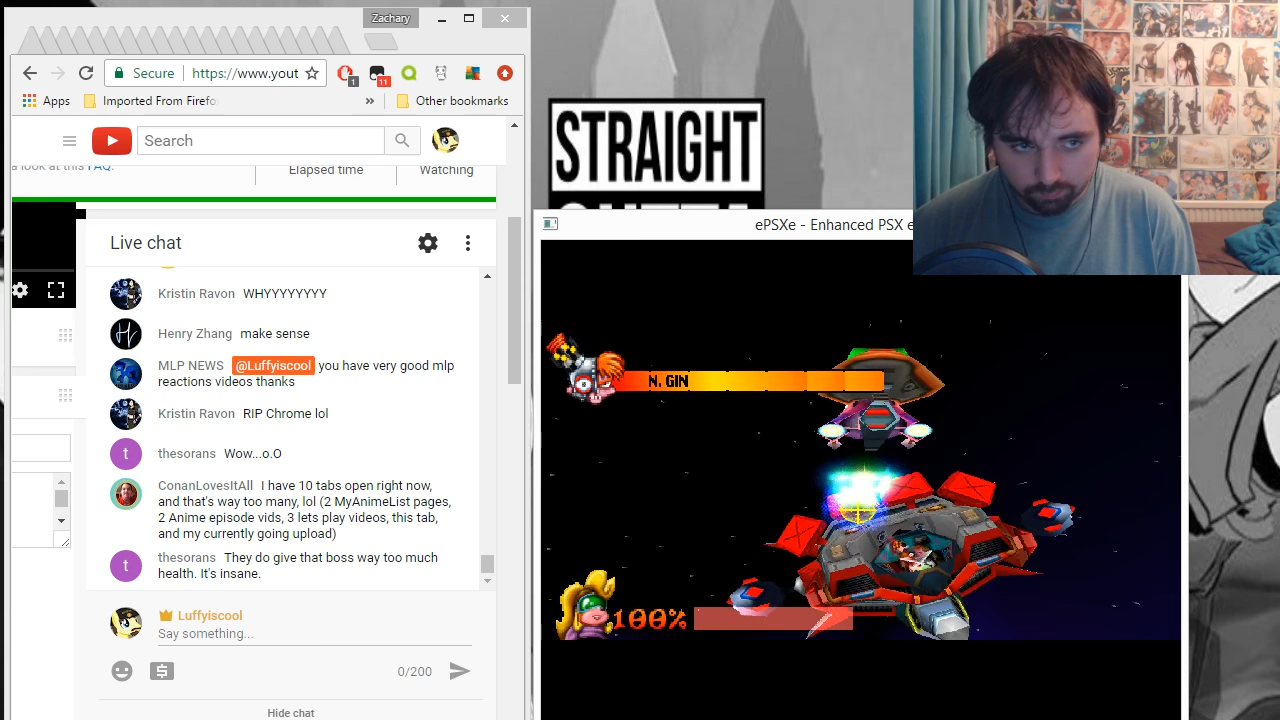 Zachary
Secure
https://www.yout
1
11
Apps
Imported From Firefo
»
Other bookmarks
Search
a look at this FAQ.
Elapsed time
Watching
STRAIGHT
ePSXe - Enhanced PSX e
Live chat
Kristin Ravon WHYYYYYYYY
Henry Zhang make sense
MLP NEWS @Luffyiscool you have very good mlp
reactions videos thanks
Kristin Ravon RIP Chrome lol
t thesorans Wow...o.O
ConanLovesItAll I have 10 tabs open right now,
and that's way too many, lol (2 MyAnimeList pages,
2 Anime episode vids, 3 lets play videos, this tab,
and my currently going upload)
t thesorans They do give that boss way too much
health. It's insane.
Luffyiscool
Say something...
0/200
Hide chat
N. GIN
100%